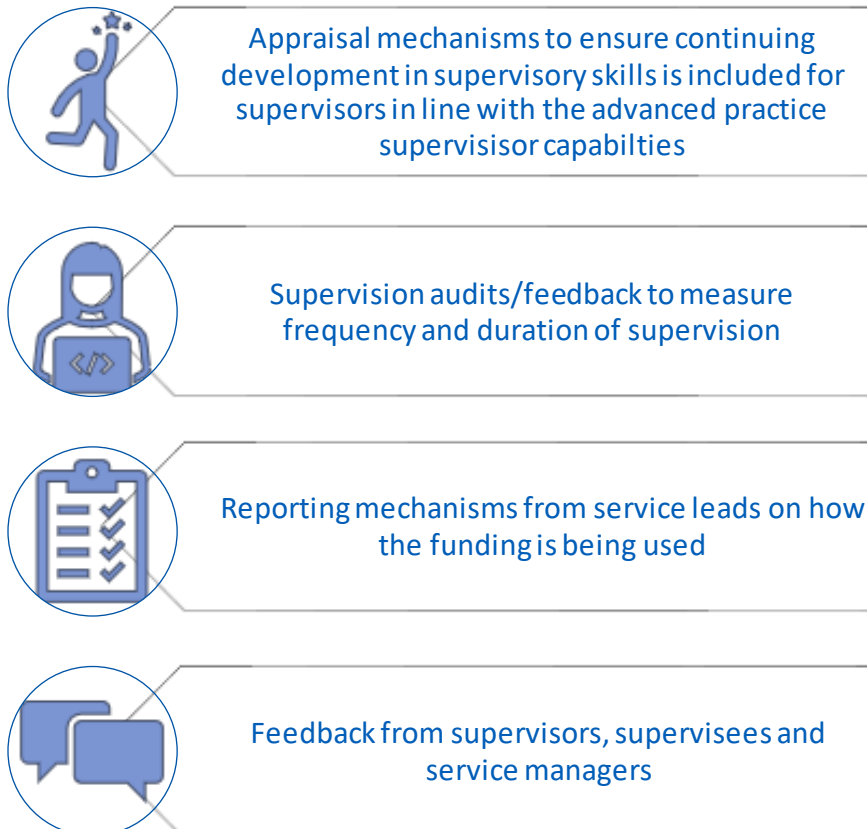 Appraisal mechanisms to ensure continuing
development in supervisory skills is included for
supervisors in line with the advanced practice
supervisisor capabilties
Supervision audits/feedback to measure
frequency and duration of supervision
</>
Reporting mechanisms from service leads on how
the funding is being used
Feedback from supervisors, supervisees and
service managers